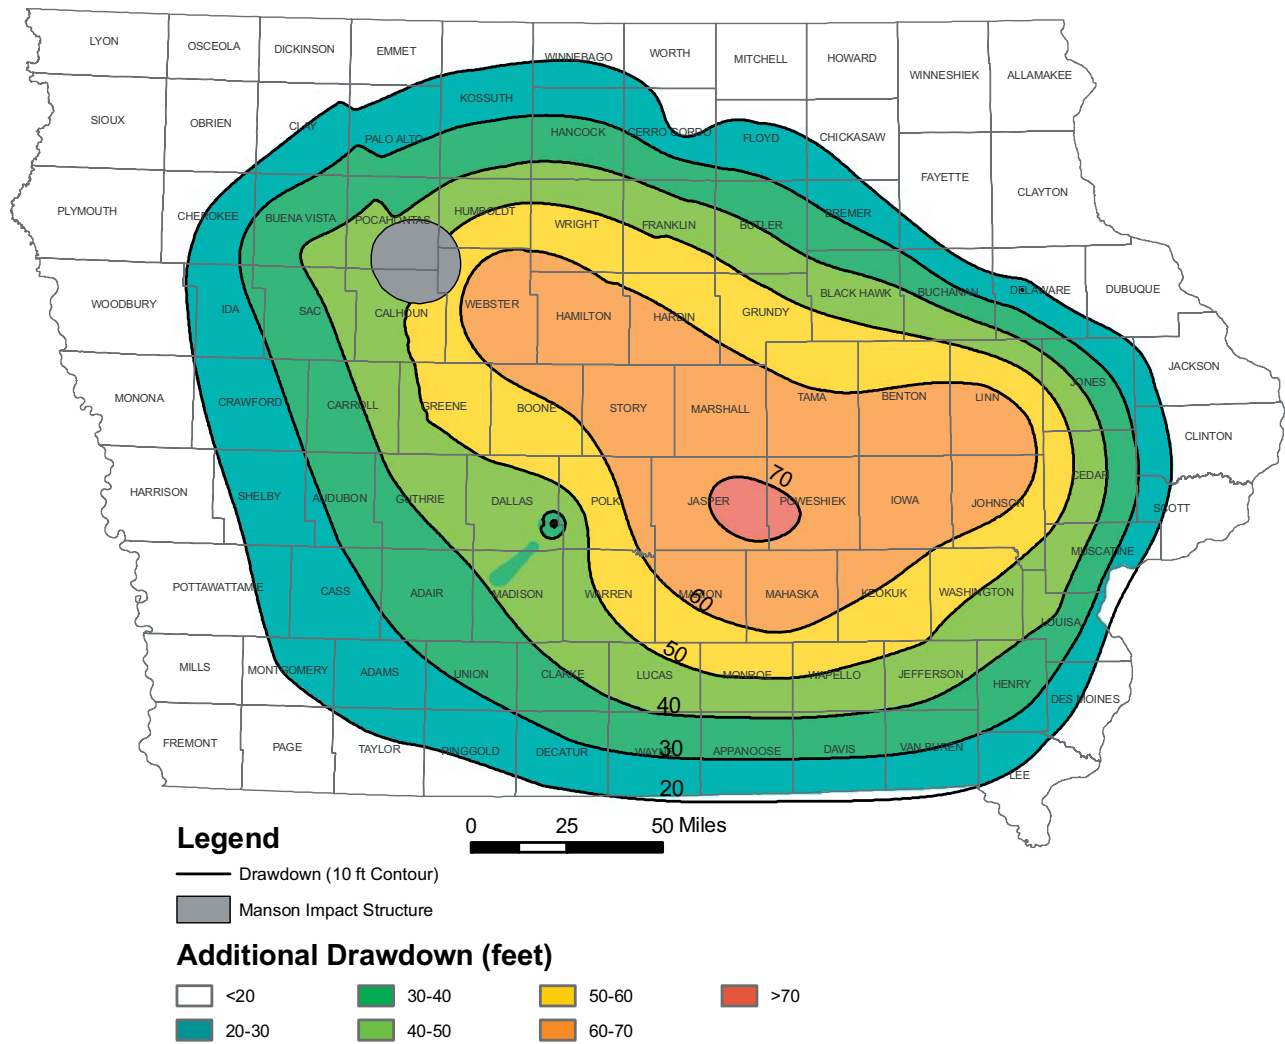 LYON
OSCEOLA
DICKINSON
EMMET
WINNEBAGO
WORTH
MITCHELL
HOWARD
WINNESHIEK
ALLAMAKEE
SIOUX
OBRIEN
CLAY
PALO ALTO
KOSSUTH
HANCOCK
CERRO GORDO
FLOYD
CHICKASAW
FAYETTE
CLAYTON
PLYMOUTH
CHEROKEE
BUENA VISTA
POCAHONTAS
HUMBOLDT
WRIGHT
FRANKLIN
BUTLER
BREMER
WOODBURY
IDA
SAC
CALHOUN
WEBSTER
HAMILTON
HARDIN
GRUNDY
BLACK HAWK
BUCHANAN
DELAWARE
DUBUQUE
JACKSON
MONONA
CRAWFORD
CARROLL
GREENE
BOONE
STORY
MARSHALL
TAMA
BENTON
LINN
JONES
CLINTON
HARRISON
SHELBY
AUDUBON
GUTHRIE
DALLAS
POLK
JASPER
70
POWESHIEK
IOWA
JOHNSON
CEDAR
SCOTT
MUSCATINE
POTTAWATTAMIE
CASS
ADAIR
MADISON
WARREN
MARION
60
MAHASKA
KEOKUK
WASHINGTON
LOUISA
MILLS
MONTGOMERY
ADAMS
UNION
CLARKE
LUCAS
50
MONROE
WAPELLO
JEFFERSON
HENRY
DES MOINES
40
FREMONT
PAGE
TAYLOR
RINGGOLD
DECATUR
WAYNE
30
APPANOOSE
DAVIS
VAN BUREN
LEE
20
0 25 50 Miles
Legend
Drawdown (10 ft Contour)
Manson Impact Structure
Additional Drawdown (feet)
<20
30-40
50-60
>70
20-30
40-50
60-70